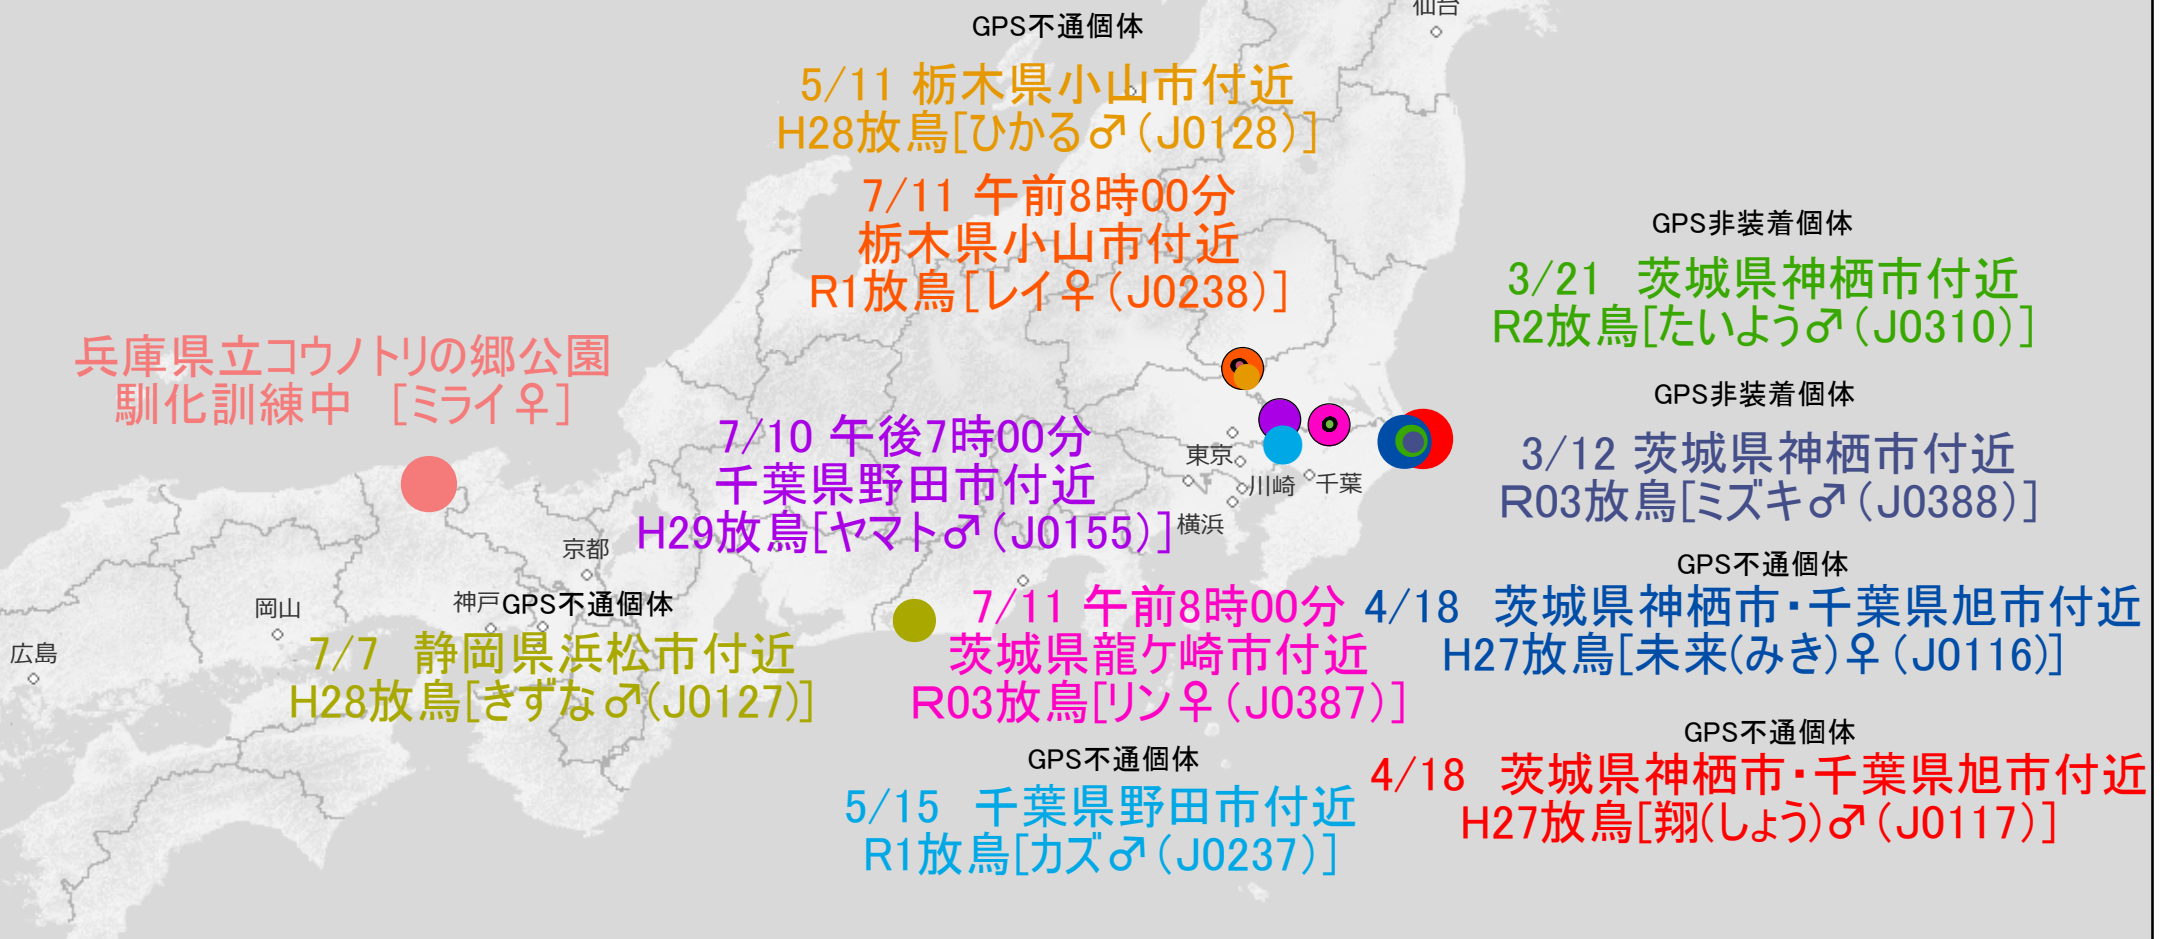 仙台
GPS不通個体
5/11 栃木県小山市付近
H28放鳥[ひかる♂(J0128)]
7/11 午前8時00分
栃木県小山市付近
R1放鳥[レイ♀(J0238)]
GPS非装着個体
3/21　茨城県神栖市付近
R2放鳥[たいよう♂(J0310)]
兵庫県立コウノトリの郷公園
馴化訓練中　[ミライ♀]
GPS非装着個体
3/12 茨城県神栖市付近
R03放鳥[ミズキ♂(J0388)]
7/10 午後7時00分
千葉県野田市付近
H29放鳥[ヤマト♂(J0155)]
東京
川崎
千葉
横浜
京都
神戸
岡山
広島
GPS不通個体
7/7　静岡県浜松市付近
H28放鳥[きずな♂(J0127)]
7/11 午前8時00分
茨城県龍ケ崎市付近
R03放鳥[リン♀(J0387)]
GPS不通個体
4/18　茨城県神栖市・千葉県旭市付近
H27放鳥[未来(みき)♀(J0116)]
GPS不通個体
5/15　千葉県野田市付近
R1放鳥[カズ♂(J0237)]
GPS不通個体
4/18　茨城県神栖市・千葉県旭市付近
H27放鳥[翔(しょう)♂(J0117)]